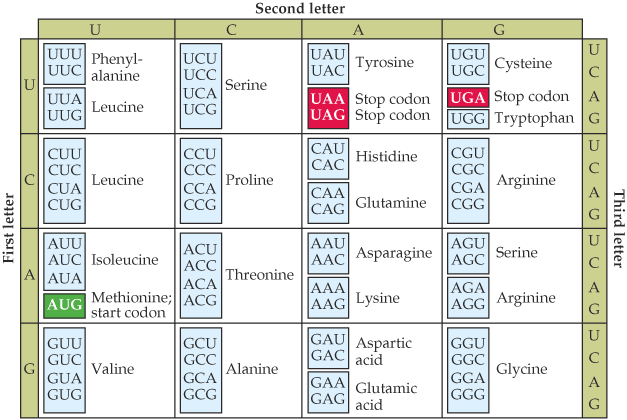 Second letter
U C A G
First letter
Third letter
U
UUU
UUC
Phenyl-
alanine
UUA
UUG
Leucine
UCU
UCC
UCA
UCG
Serine
UAU
UAC
Tyrosine
UAA Stop codon
UAG Stop codon
UGU
UGC
Cysteine
UGA Stop codon
UGG Tryptophan
U
C
A
G
C
CUU
CUC
CUA
CUG
Leucine
CCU
CCC
CCA
CCG
Proline
CAU
CAC
Histidine
CAA
CAG
Glutamine
CGU
CGC
CGA
CGG
Arginine
U
C
A
G
A
AUU
AUC
AUA
Isoleucine
AUG
Methionine;
start codon
ACU
ACC
ACA
ACG
Threonine
AAU
AAC
Asparagine
AAA
AAG
Lysine
AGU
AGC
Serine
AGA
AGG
Arginine
U
C
A
G
G
GUU
GUC
GUA
GUG
Valine
GCU
GCC
GCA
GCG
Alanine
GAU
GAC
Aspartic
acid
GAA
GAG
Glutamic
acid
GGU
GGC
GGA
GGG
Glycine
U
C
A
G